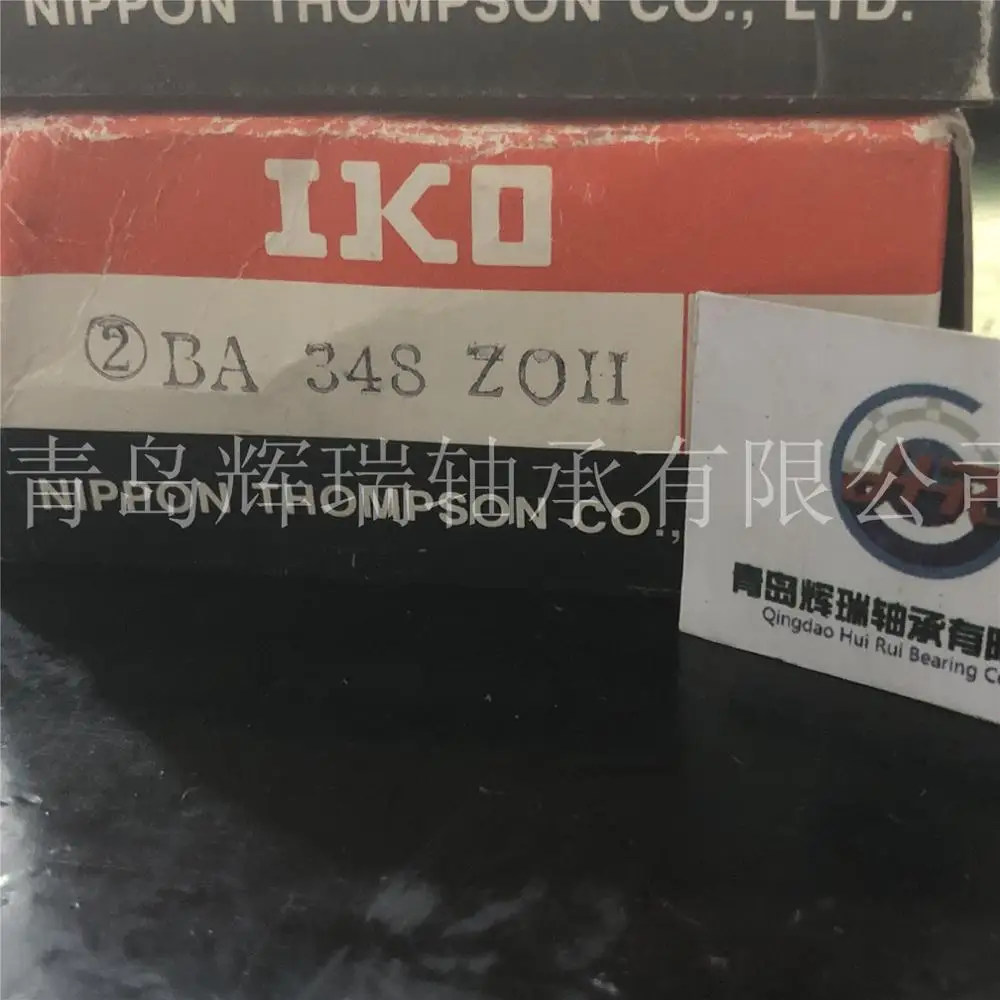 NIPPON THOMPSON CO., LTD.
IKO
②BA 348 ZOH
青岛辉瑞轴承有限公司
NIPPON THOMPSON CO.,
青岛辉瑞轴承有限
Qingdao Hui Rui Bearing Co